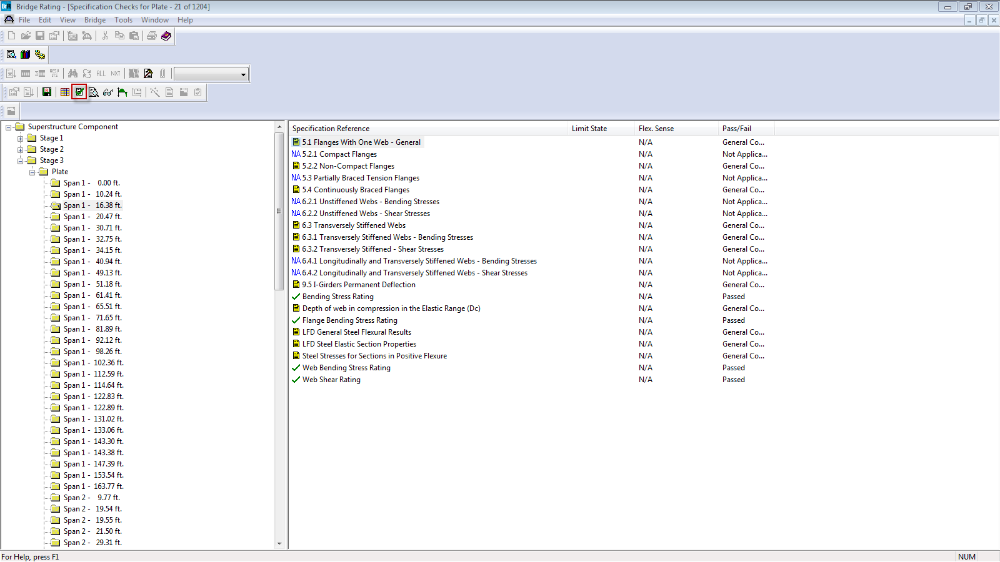 BrR Bridge Rating - [Specification Checks for Plate - 21 of 1204]
File Edit View Bridge Tools Window Help
RESU LTS ALL NXT
Superstructure Component
Stage 1
Stage 2
Stage 3
Plate
Span 1 - 0.00 ft.
Span 1 - 10.24 ft.
Span 1 - 16.38 ft.
Span 1 - 20.47 ft.
Span 1 - 30.71 ft.
Span 1 - 32.75 ft.
Span 1 - 34.15 ft.
Span 1 - 40.94 ft.
Span 1 - 49.13 ft.
Span 1 - 51.18 ft.
Span 1 - 61.41 ft.
Span 1 - 65.51 ft.
Span 1 - 71.65 ft.
Span 1 - 81.89 ft.
Span 1 - 92.12 ft.
Span 1 - 98.26 ft.
Span 1 - 102.36 ft.
Span 1 - 112.59 ft.
Span 1 - 114.64 ft.
Span 1 - 122.83 ft.
Span 1 - 122.89 ft.
Span 1 - 131.02 ft.
Span 1 - 133.06 ft.
Span 1 - 143.30 ft.
Span 1 - 143.38 ft.
Span 1 - 147.39 ft.
Span 1 - 153.54 ft.
Span 1 - 163.77 ft.
Span 2 - 9.77 ft.
Span 2 - 19.54 ft.
Span 2 - 19.55 ft.
Span 2 - 21.50 ft.
Span 2 - 29.31 ft.
Specification Reference Limit State Flex. Sense Pass/Fail
5.1 Flanges With One Web - General N/A General Co...
NA 5.2.1 Compact Flanges N/A Not Applica...
5.2.2 Non-Compact Flanges N/A General Co...
NA 5.3 Partially Braced Tension Flanges N/A Not Applica...
5.4 Continuously Braced Flanges N/A General Co...
NA 6.2.1 Unstiffened Webs - Bending Stresses N/A Not Applica...
NA 6.2.2 Unstiffened Webs - Shear Stresses N/A Not Applica...
6.3 Transversely Stiffened Webs N/A General Co...
6.3.1 Transversely Stiffened Webs - Bending Stresses N/A General Co...
6.3.2 Transversely Stiffened - Shear Stresses N/A General Co...
NA 6.4.1 Longitudinally and Transversely Stiffened Webs - Bending Stresses N/A Not Applica...
NA 6.4.2 Longitudinally and Transversely Stiffened Webs - Shear Stresses N/A Not Applica...
9.5 I-Girders Permanent Deflection N/A General Co...
Bending Stress Rating N/A Passed
Depth of web in compression in the Elastic Range (Dc) N/A General Co...
Flange Bending Stress Rating N/A Passed
LFD General Steel Flexural Results N/A General Co...
LFD Steel Elastic Section Properties N/A General Co...
Steel Stresses for Sections in Positive Flexure N/A General Co...
Web Bending Stress Rating N/A Passed
Web Shear Rating N/A Passed
For Help, press F1 NUM